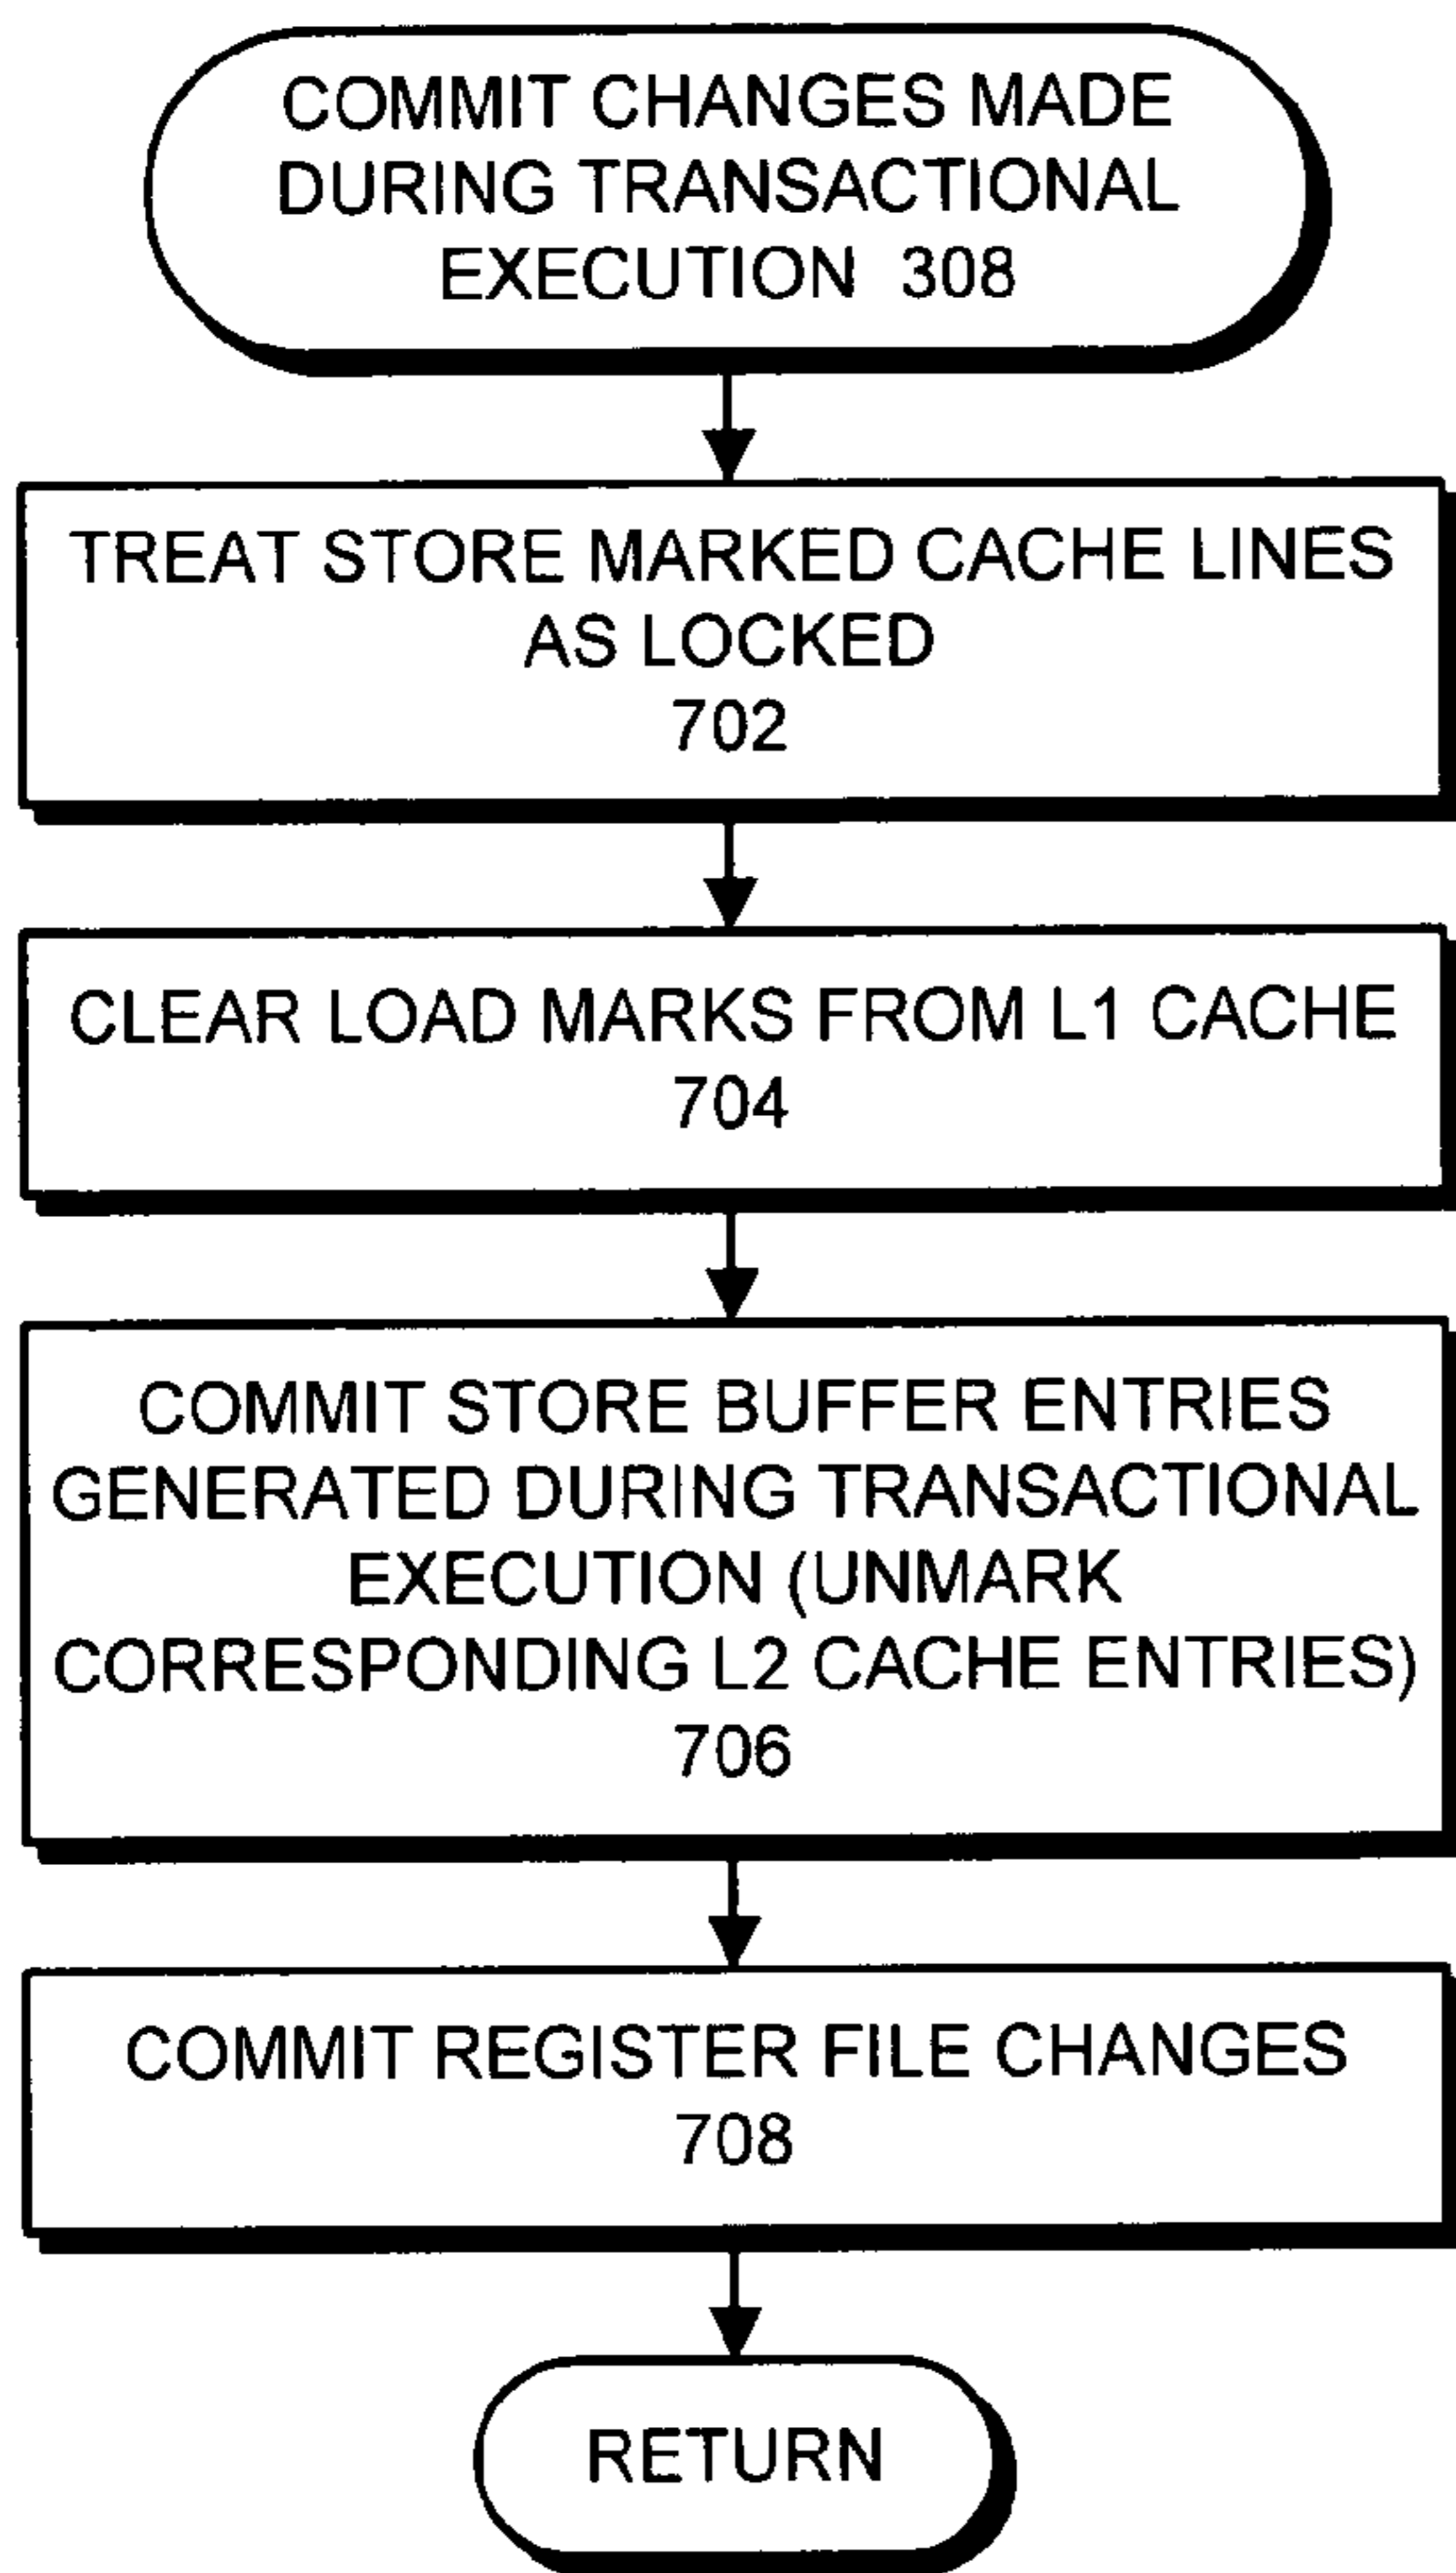 COMMIT CHANGES MADE
DURING TRANSACTIONAL
EXECUTION 308
TREAT STORE MARKED CACHE LINES
AS LOCKED
702
CLEAR LOAD MARKS FROM L1 CACHE
704
COMMIT STORE BUFFER ENTRIES
GENERATED DURING TRANSACTIONAL
EXECUTION (UNMARK
CORRESPONDING L2 CACHE ENTRIES)
706
COMMIT REGISTER FILE CHANGES
708
RETURN